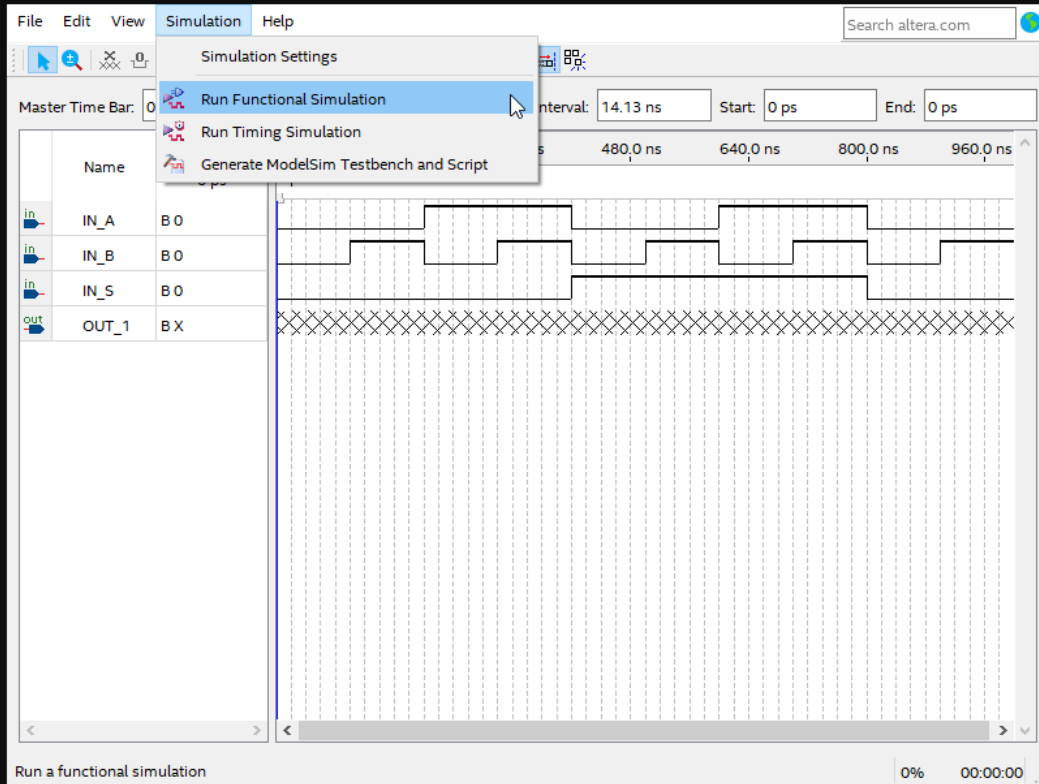 File Edit View Simulation Help
Search altera.com
Simulation Settings
Master Time Bar: 0
Run Functional Simulation
Interval: 14.13 ns Start: 0 ps End: 0 ps
Run Timing Simulation
Generate ModelSim Testbench and Script
Name
480.0 ns 640.0 ns 800.0 ns 960.0 ns
in IN_A B 0
in IN_B B 0
in IN_S B 0
out OUT_1 B X
Run a functional simulation
0% 00:00:00